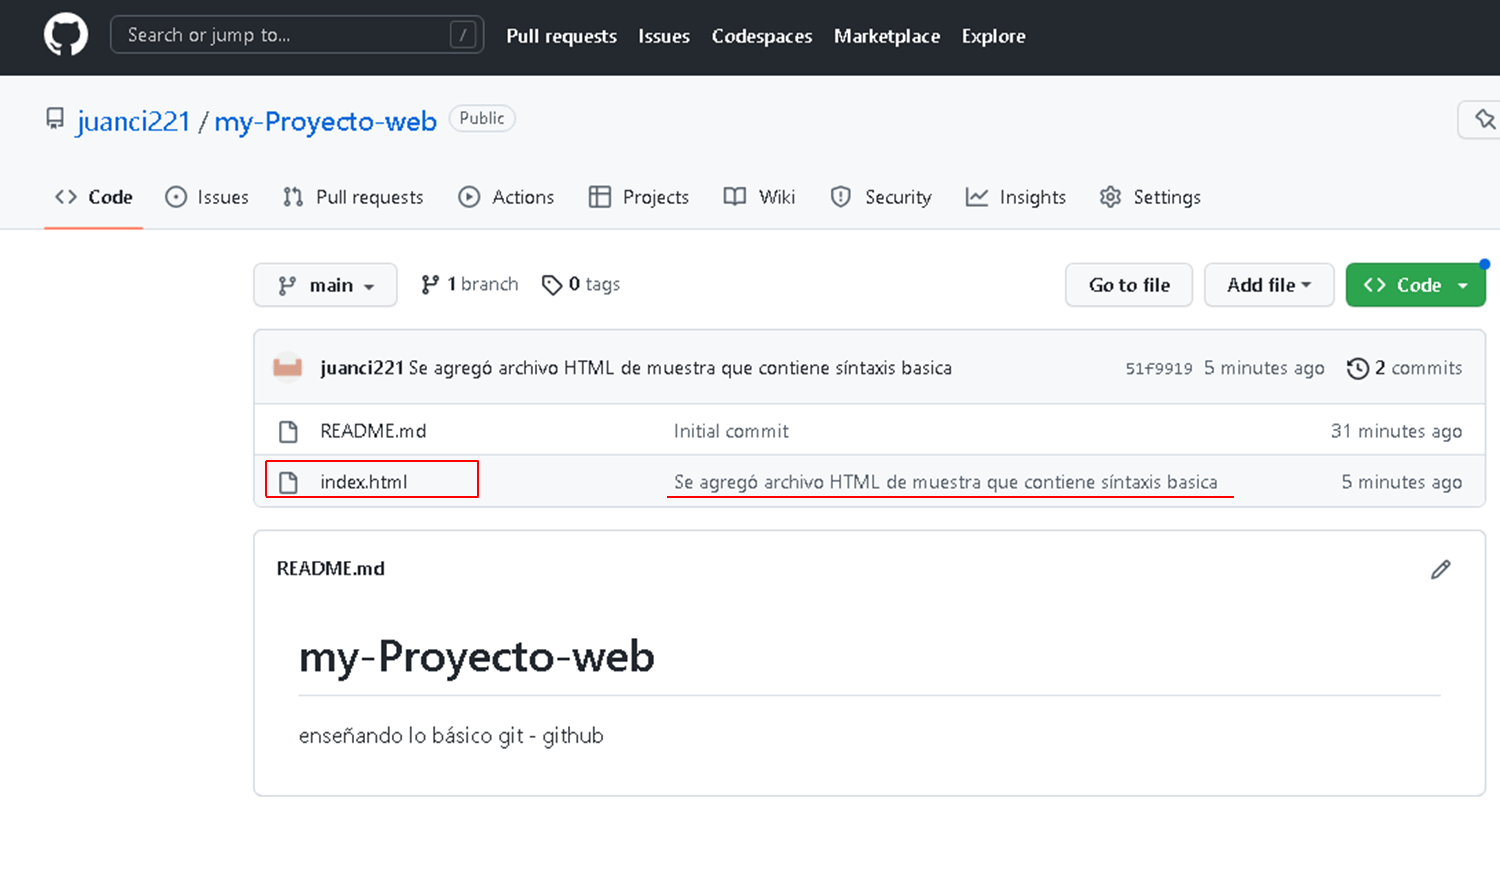 Search or jump to... / Pull requests Issues Codespaces Marketplace Explore
juanci221 / my-Proyecto-web Public
Code Issues Pull requests Actions Projects Wiki Security Insights Settings
main 1 branch 0 tags Go to file Add file Code
juanci221 Se agregó archivo HTML de muestra que contiene síntaxis basica 51f9919 5 minutes ago 2 commits
README.md Initial commit 31 minutes ago
index.html Se agregó archivo HTML de muestra que contiene síntaxis basica 5 minutes ago
README.md
my-Proyecto-web
enseñando lo básico git - github